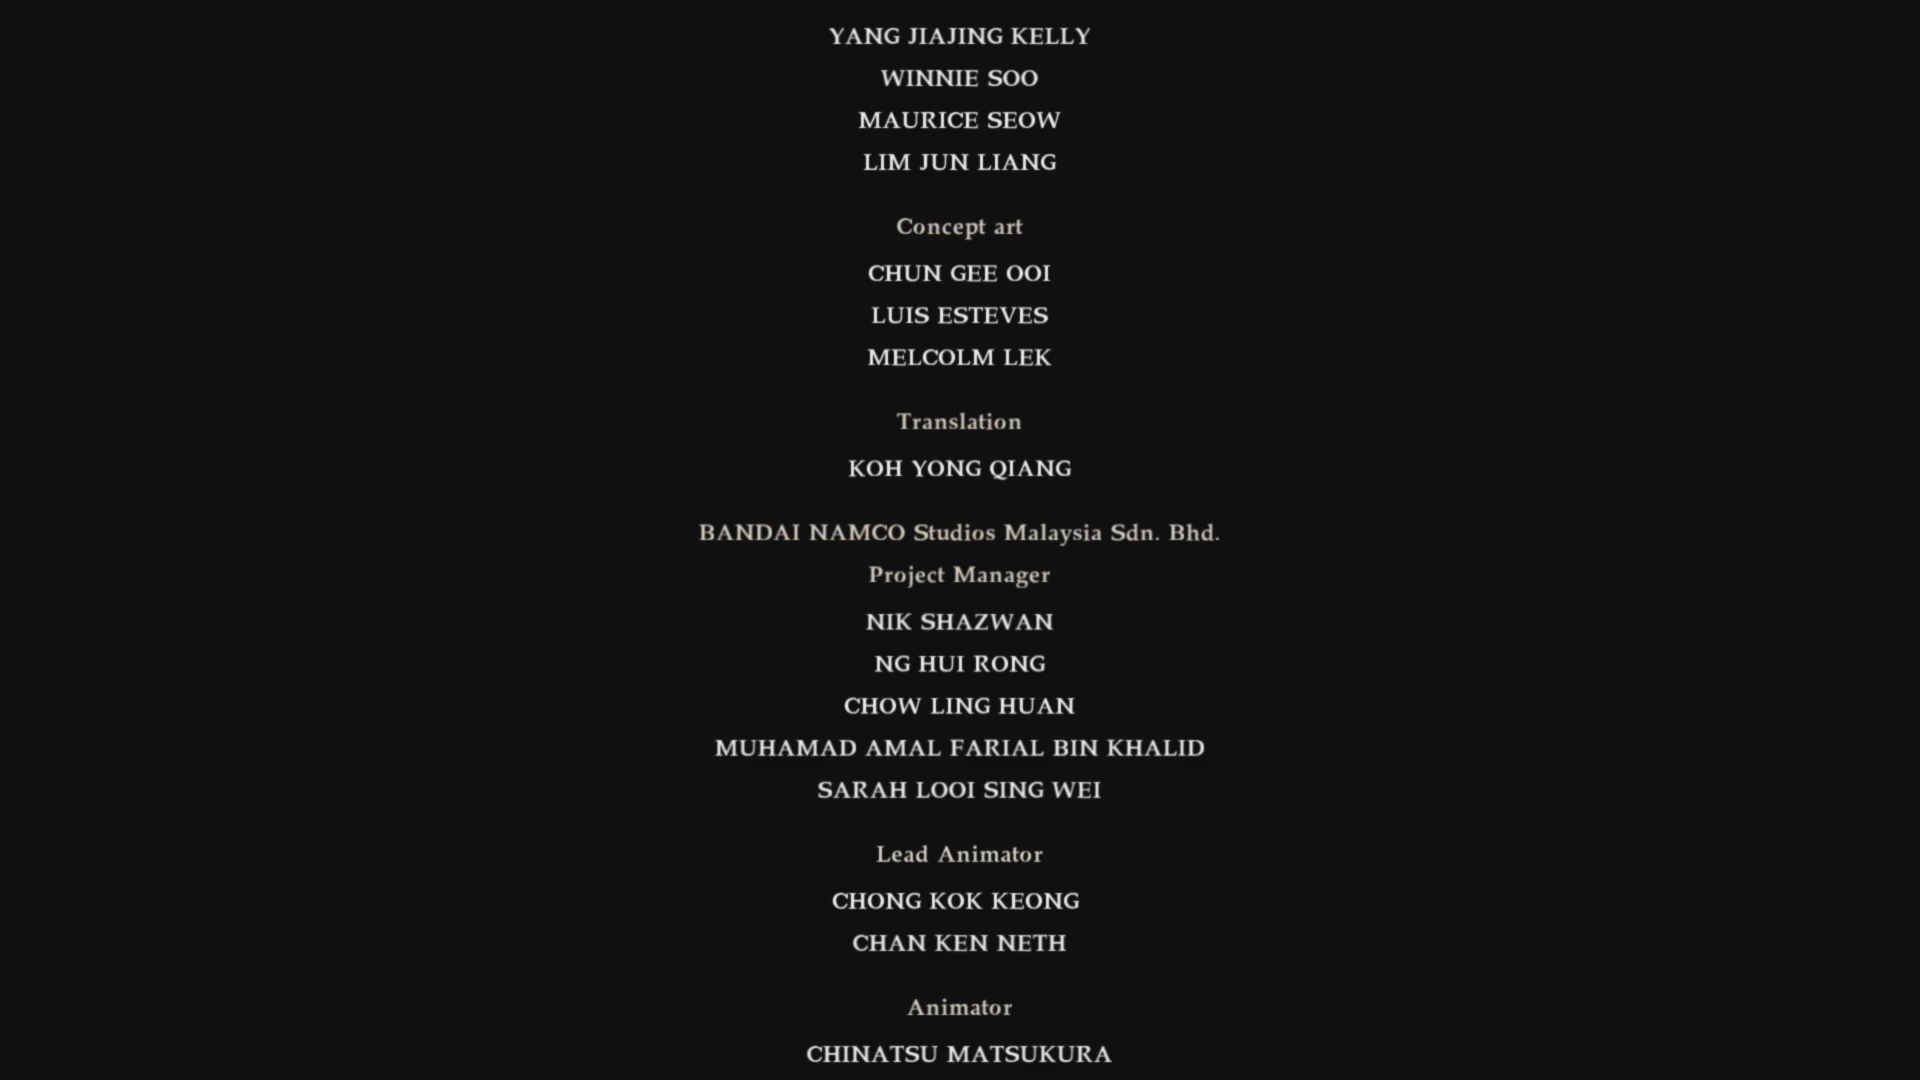 YANG JIAJING KELLY
WINNIE SOO
MAURICE SEOW
LIM JUN LIANG
Concept art
CHUN GEE OOI
LUIS ESTEVES
MELCOLM LEK
Translation
KOH YONG QIANG
BANDAI NAMCO Studios Malaysia Sdn. Bhd.
Project Manager
NIK SHAZWAN
NG HUI RONG
CHOW LING HUAN
MUHAMAD AMAL FARIAL BIN KHALID
SARAH LOOI SING WEI
Lead Animator
CHONG KOK KEONG
CHAN KEN NETH
Animator
CHINATSU MATSUKURA